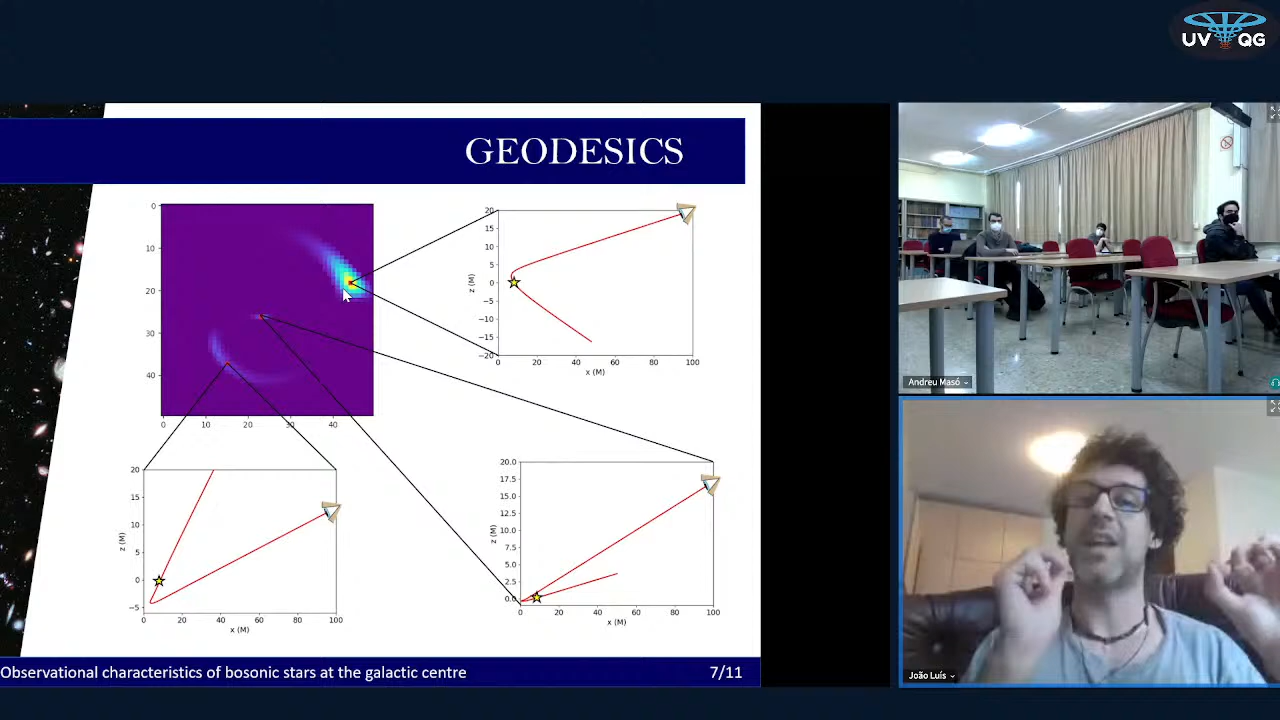 UV QG
GEODESICS
0
10
20
30
40
0 10 20 30 40
20
15
10
5
0
−5
−10
−15
−20
z (M)
0 20 40 60 80 100
x (M)
20
15
10
5
0
−5
z (M)
0 20 40 60 80 100
x (M)
20.0
17.5
15.0
12.5
10.0
7.5
5.0
2.5
0.0
z (M)
0 20 40 60 80 100
x (M)
Observational characteristics of bosonic stars at the galactic centre
7/11
Andreu Masó
João Luís